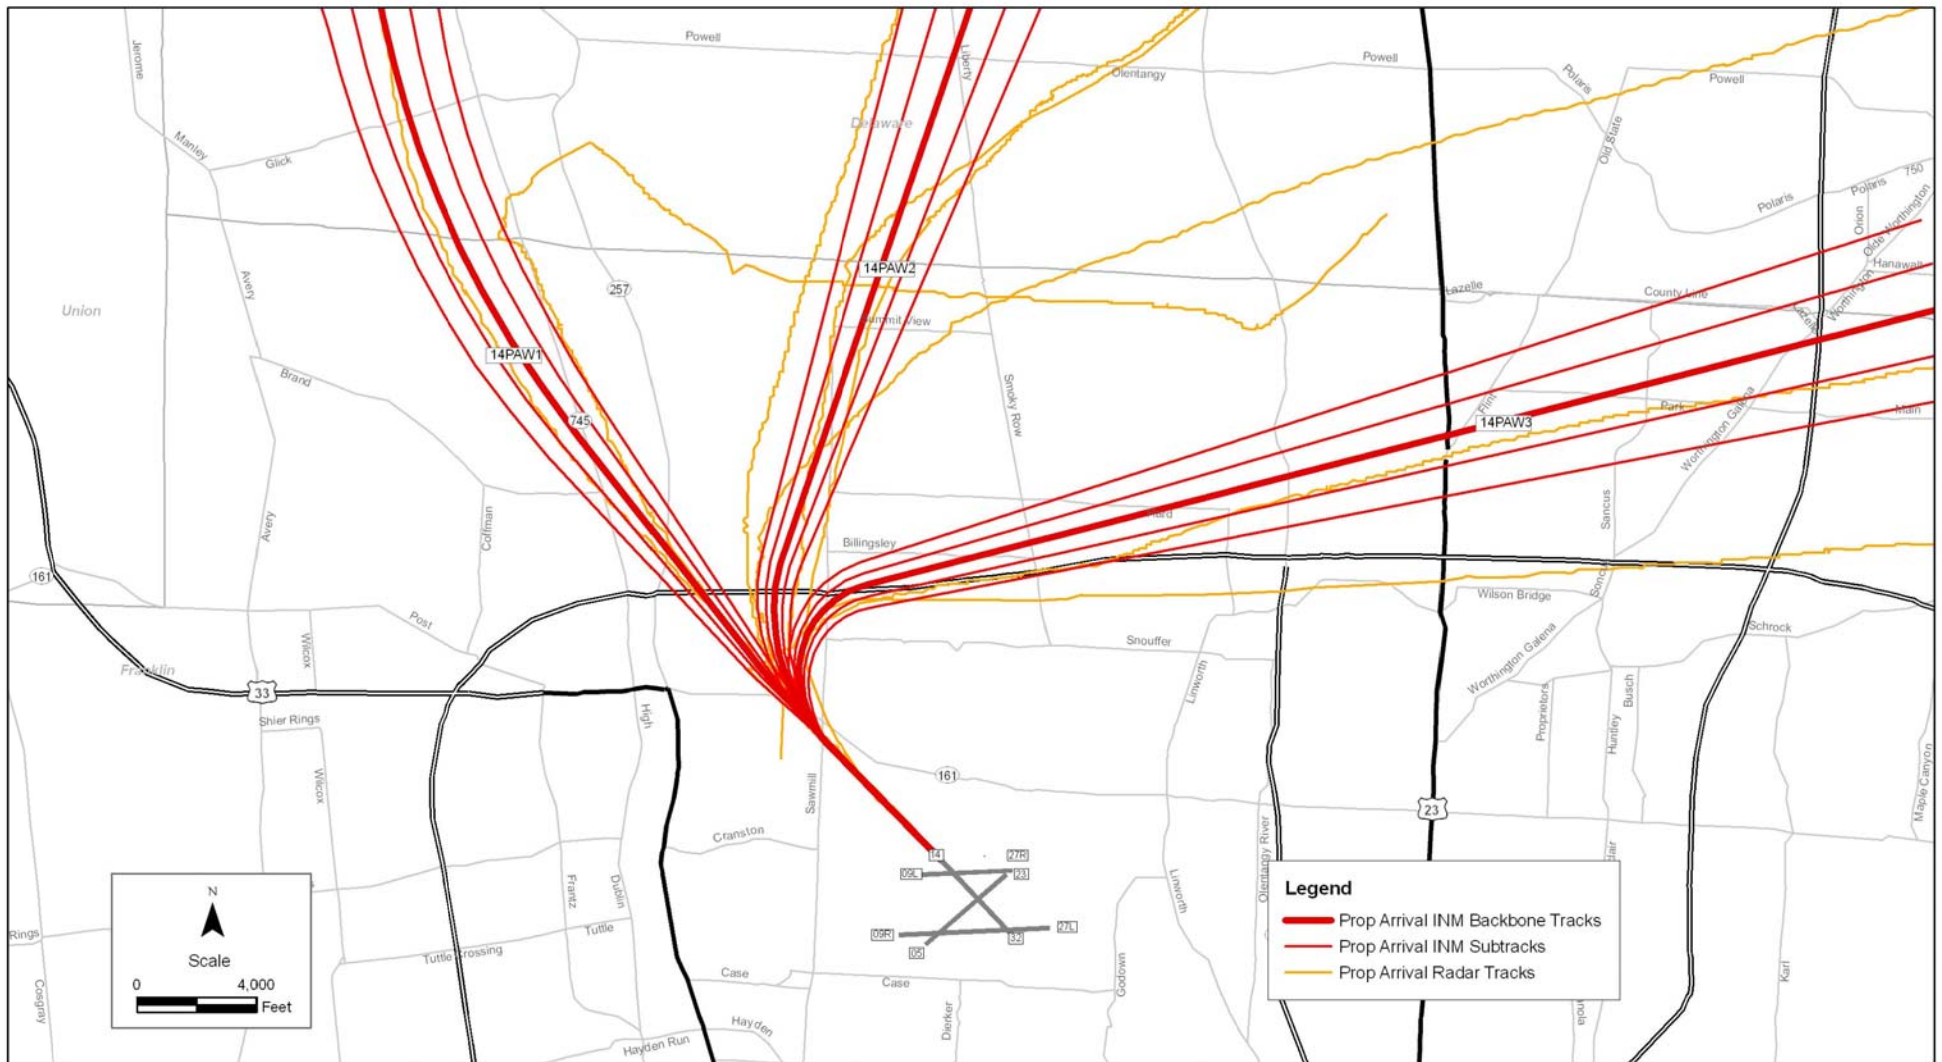 Jerome
Powell
Liberty
Olentangy
Powell
Polaris
Powell
Delaware
Manley
Glick
Old State
750
Polaris
Polaris
Orion
Olde Worthington
14PAW2
Hanawalt
Avery
257
Lazelle
County Line
Worthington
Union
Summit View
Lazelle
14PAW1
Brand
Smoky Row
Flint
Park
Main
745
14PAW3
Worthington Galena
Coffman
Avery
Sancus
Hard
Billingsley
161
Wilson Bridge
Post
Snouffer
Schrock
Wilcox
Franklin
Linworth
Worthington Galena
33
Shier Rings
High
Proprietors
Busch
Huntley
Wilcox
Sawmill
161
Maple Canyon
23
Cranston
14
27R
09L
23
Olentangy River
Frantz
Dublin
Linworth
09R
27L
32
05
Rings
Tuttle
Tuttle Crossing
Case
Case
Godown
Karl
Cosgray
Dierker
Hayden
Hayden Run
N
Scale
0 4,000
Feet
Legend
Prop Arrival INM Backbone Tracks
Prop Arrival INM Subtracks
Prop Arrival Radar Tracks